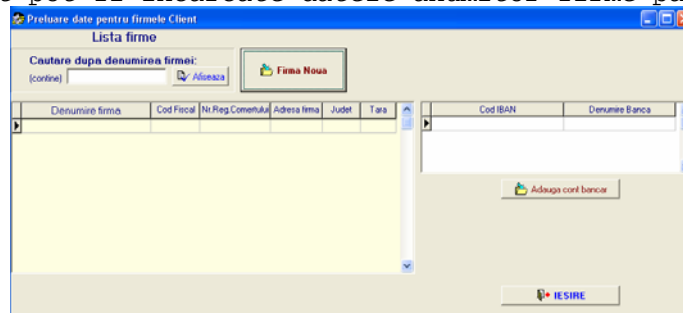 Preluare date pentru firmele Client
Lista firme
Cautare dupa denumirea firmei:
(contine)
Afiseaza
Firma Noua
Denumire firma Cod Fiscal Nr.Reg.Comertului Adresa firma Judet Tara
Cod IBAN Denumire Banca
Adauga cont bancar
IESIRE